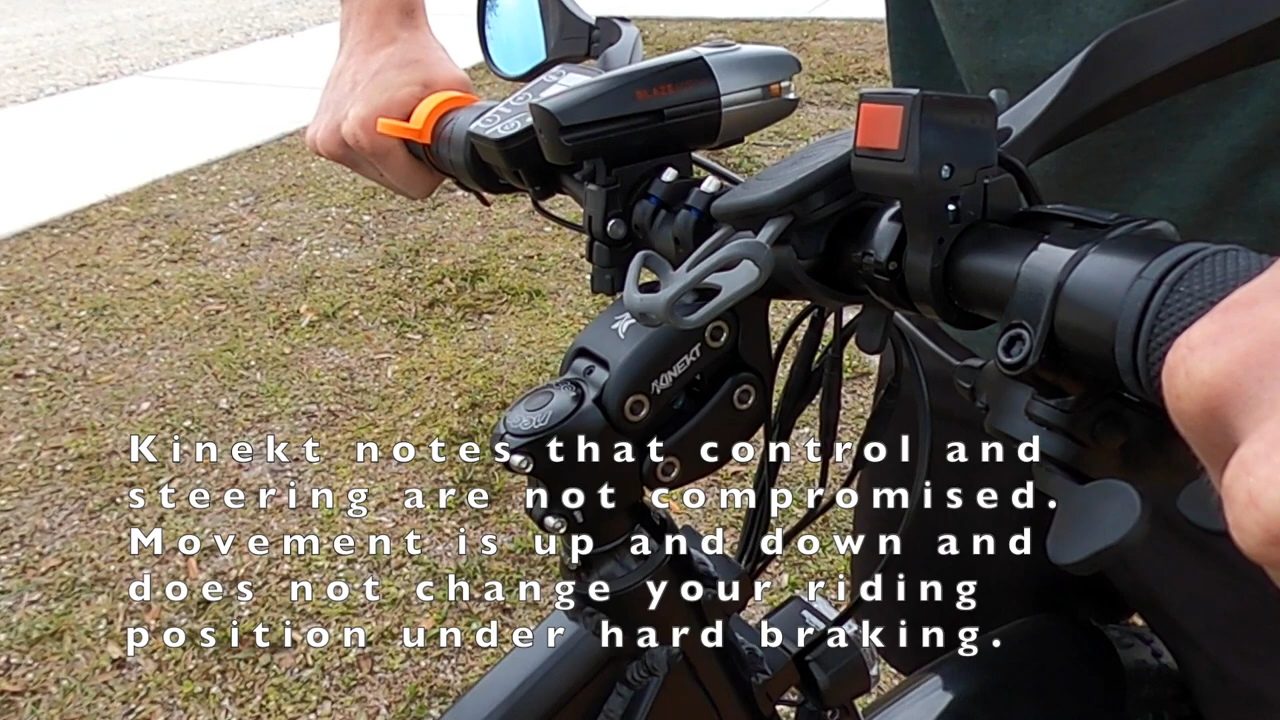 BLAZE
KINEKT
neo
Kinekt notes that control and
steering are not compromised.
Movement is up and down and
does not change your riding
position under hard braking.